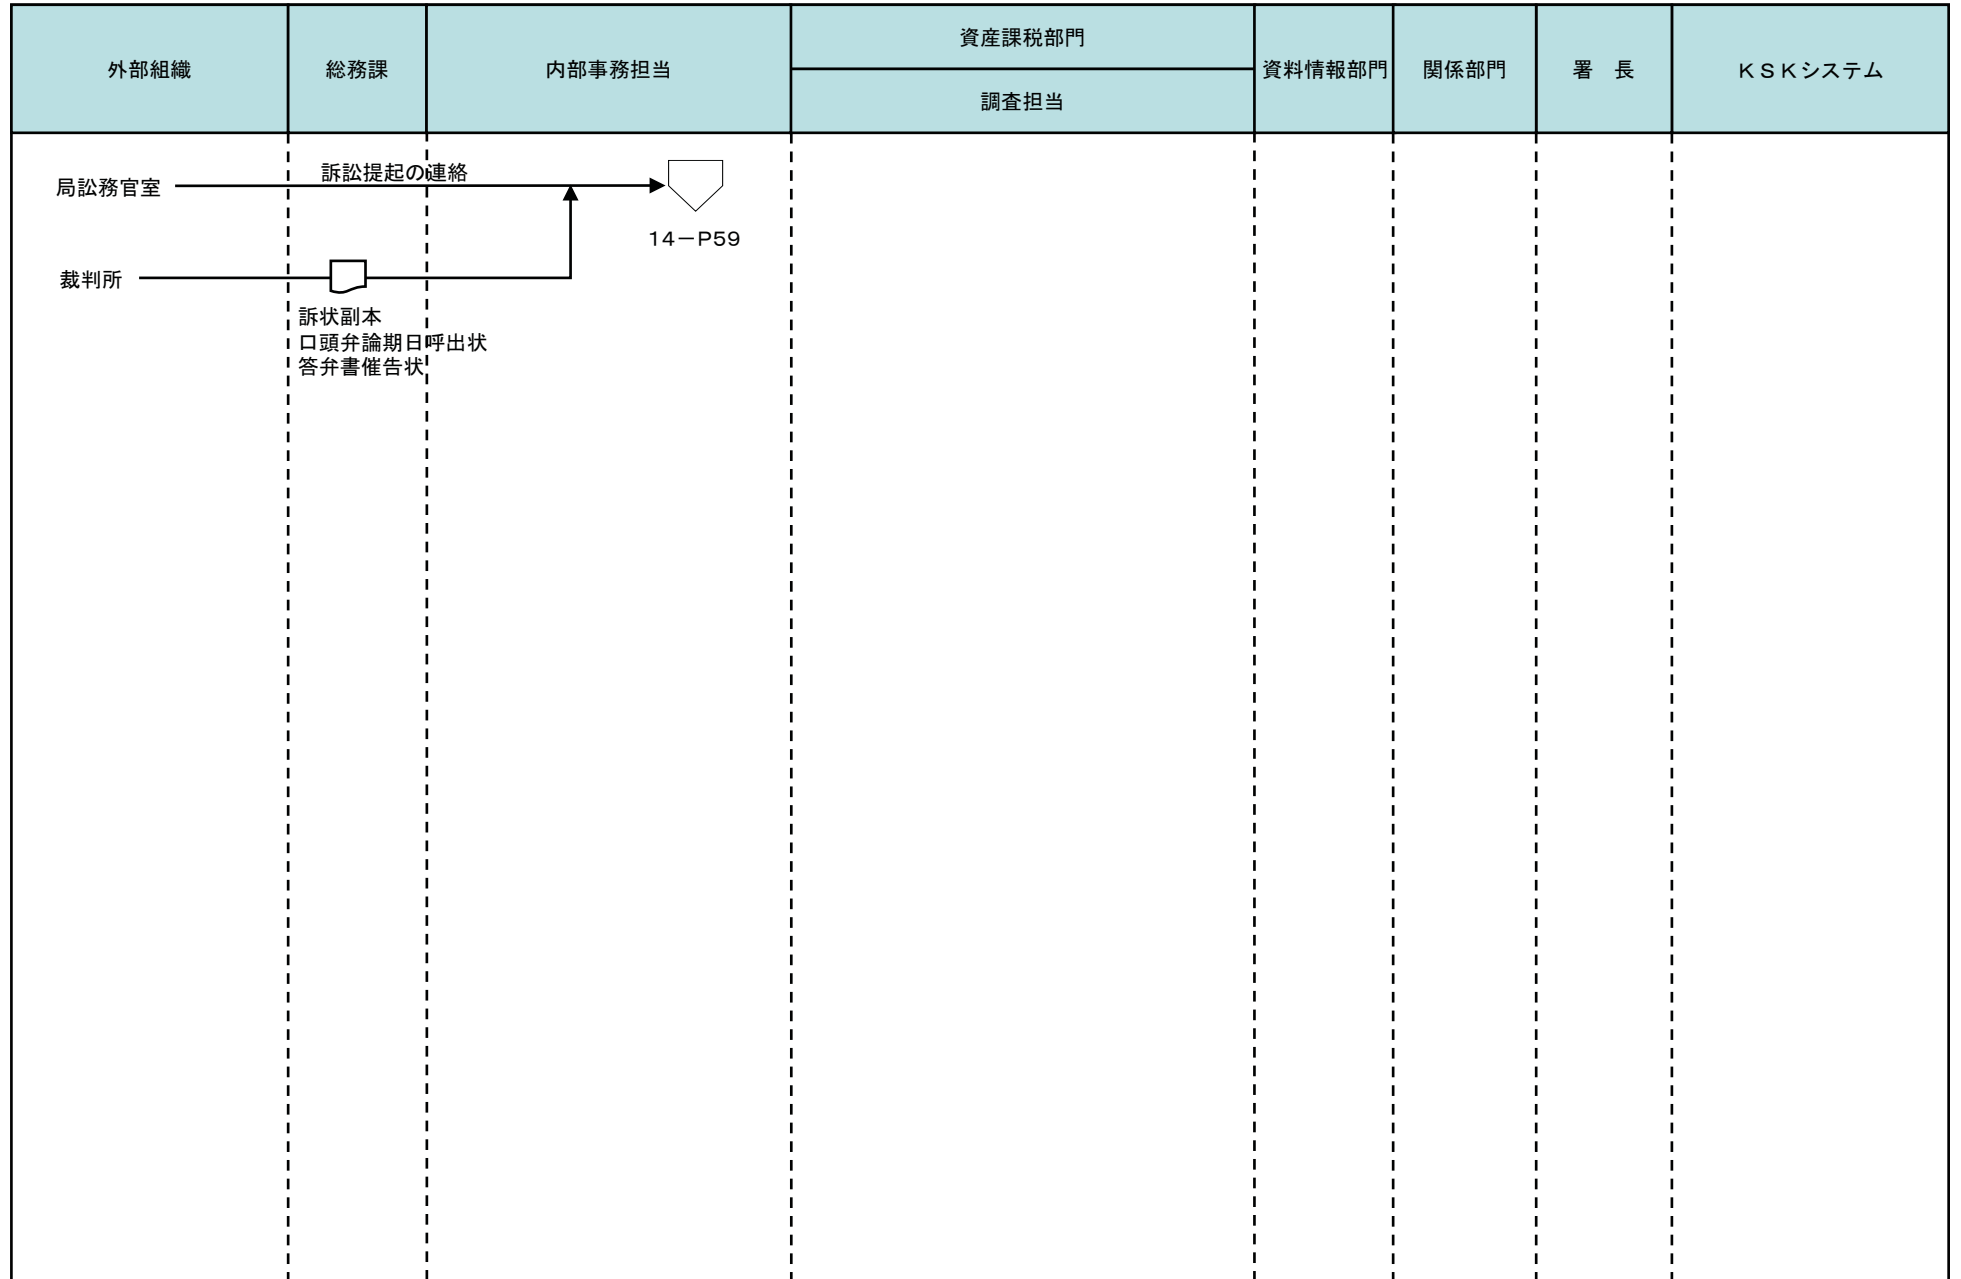 外部組織
総務課
内部事務担当
資産課税部門
調査担当
資料情報部門
関係部門
署　長
ＫＳＫシステム
局訟務官室
訴訟提起の連絡
14－P59
裁判所
訴状副本
口頭弁論期日呼出状
答弁書催告状